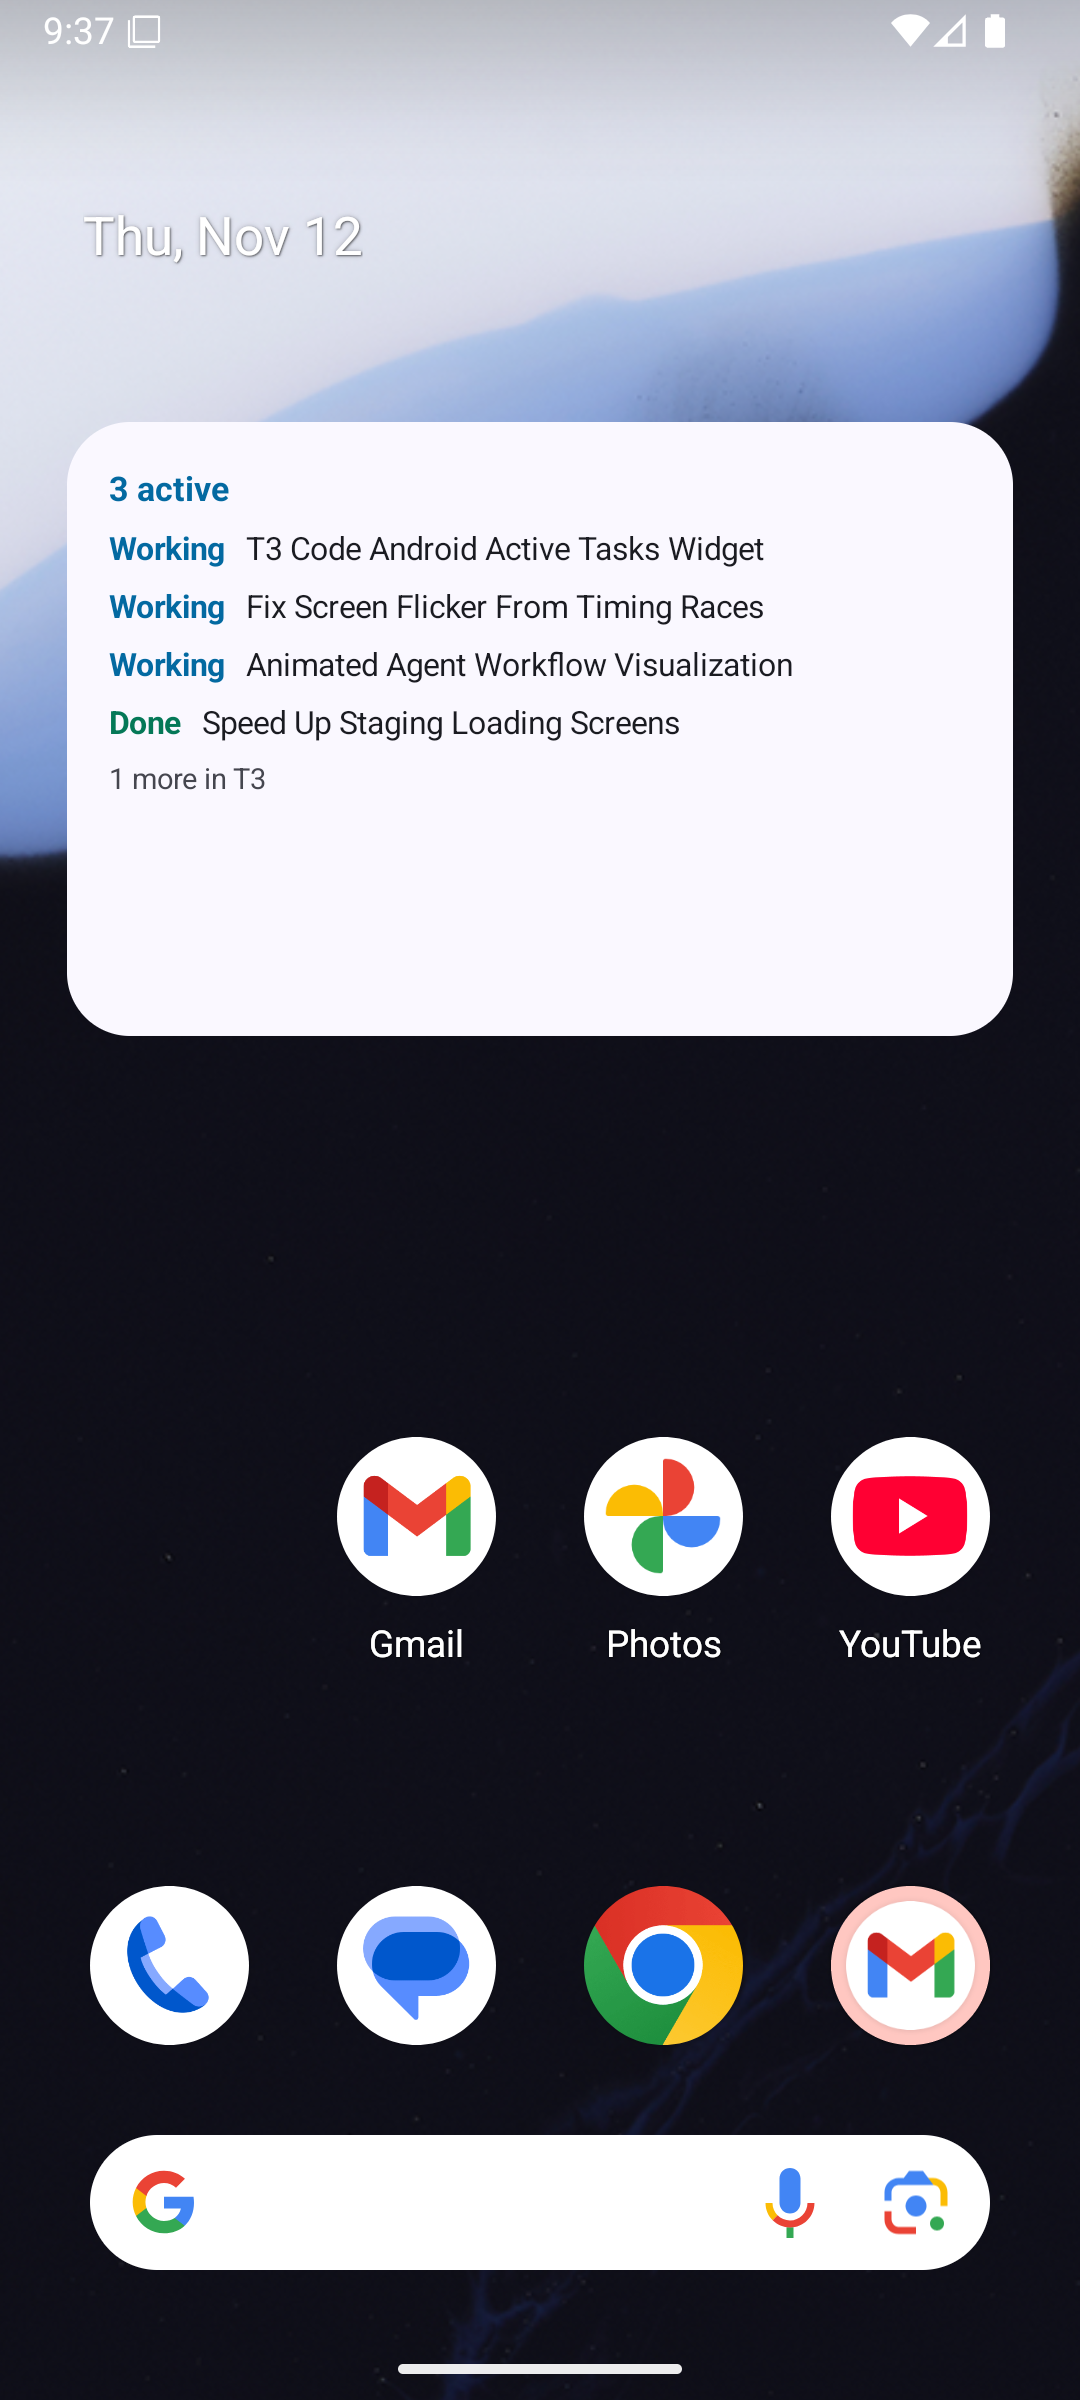 9:37
Thu, Nov 12
3 active
Working T3 Code Android Active Tasks Widget
Working Fix Screen Flicker From Timing Races
Working Animated Agent Workflow Visualization
Done Speed Up Staging Loading Screens
1 more in T3
Gmail Photos YouTube